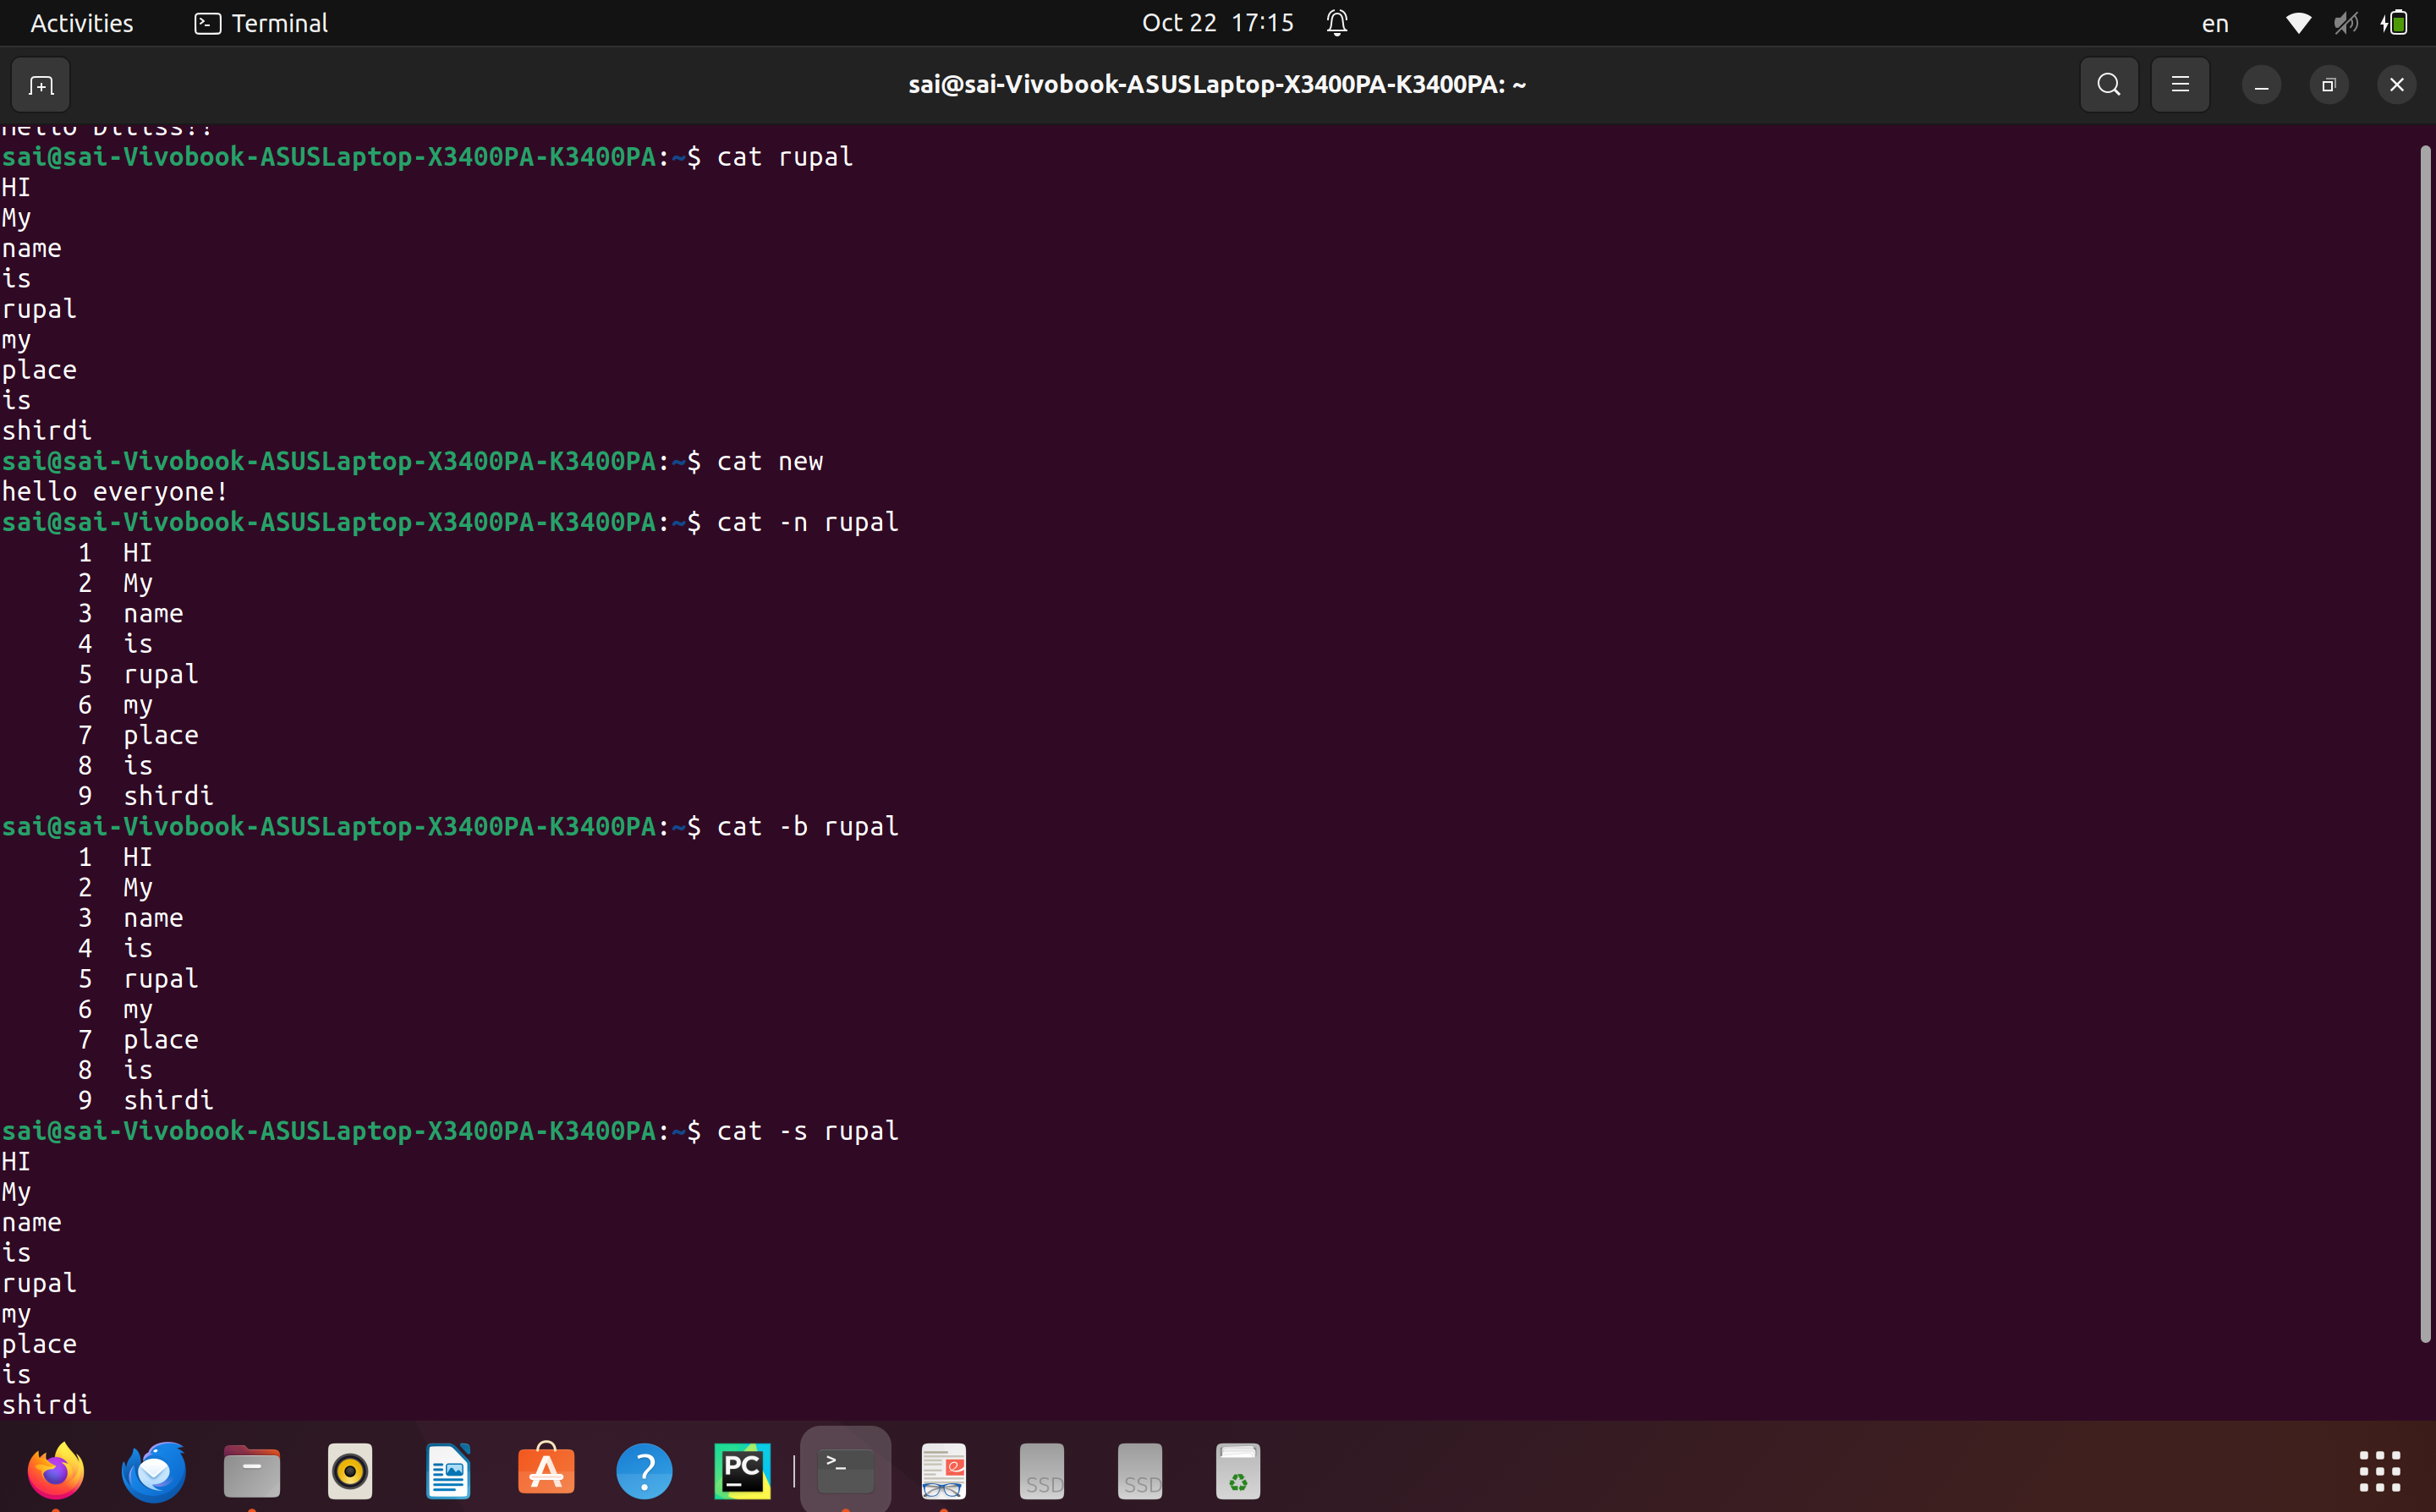 Activities Terminal Oct 22 17:15 en
sai@sai-Vivobook-ASUSLaptop-X3400PA-K3400PA: ~
hello
sai@sai-Vivobook-ASUSLaptop-X3400PA-K3400PA:~$ cat rupal
HI
My
name
is
rupal
my
place
is
shirdi
sai@sai-Vivobook-ASUSLaptop-X3400PA-K3400PA:~$ cat new
hello everyone!
sai@sai-Vivobook-ASUSLaptop-X3400PA-K3400PA:~$ cat -n rupal
1 HI
2 My
3 name
4 is
5 rupal
6 my
7 place
8 is
9 shirdi
sai@sai-Vivobook-ASUSLaptop-X3400PA-K3400PA:~$ cat -b rupal
1 HI
2 My
3 name
4 is
5 rupal
6 my
7 place
8 is
9 shirdi
sai@sai-Vivobook-ASUSLaptop-X3400PA-K3400PA:~$ cat -s rupal
HI
My
name
is
rupal
my
place
is
shirdi
? PC >_ SSD SSD